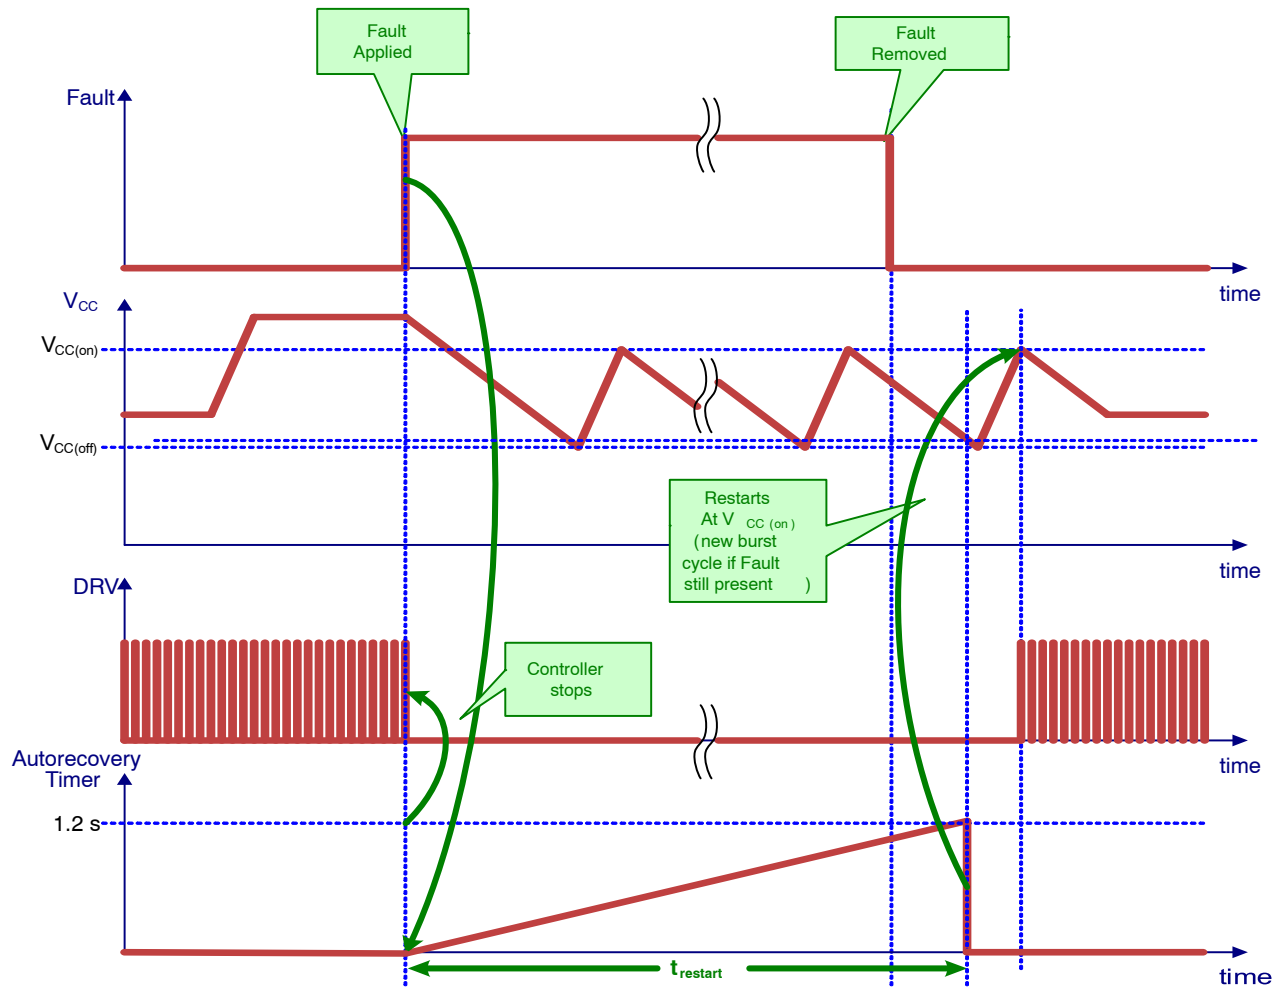 Fault
Applied
Fault
Removed
Fault
time
VCC
VCC(on)
VCC(off)
Restarts
At V CC (on)
(new burst
cycle if Fault
still present )
time
DRV
Controller
stops
time
Autorecovery
Timer
1.2 s
trestart
time